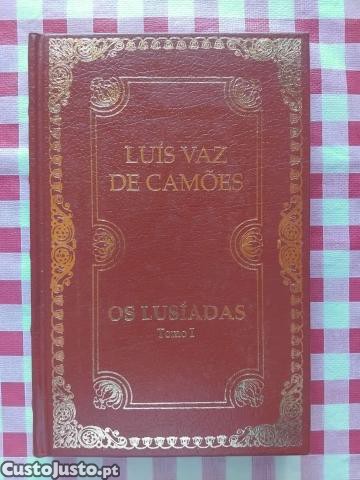 LUÍS VAZ
DE CAMÕES
OS LUSÍADAS
Tomo I
CustoJusto.pt